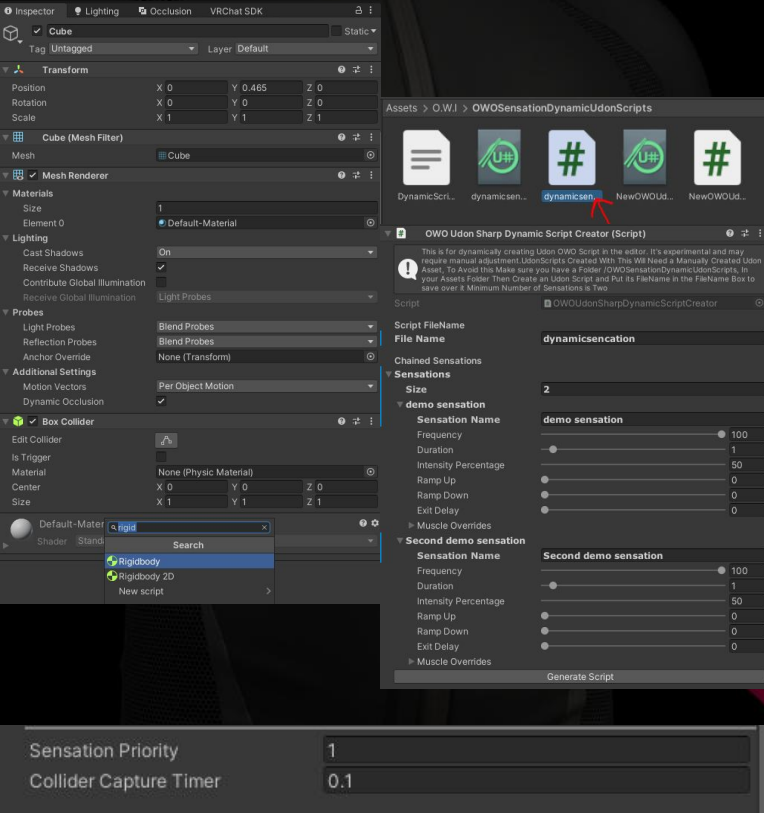 Inspector Lighting Occlusion VRChat SDK
Cube Static
Tag Untagged Layer Default
Transform
Position X 0 Y 0.465 Z 0
Rotation X 0 Y 0 Z 0
Scale X 1 Y 1 Z 1
Cube (Mesh Filter)
Mesh Cube
Mesh Renderer
Materials
Size 1
Element 0 Default-Material
Lighting
Cast Shadows On
Receive Shadows
Contribute Global Illumination
Receive Global Illumination Light Probes
Probes
Light Probes Blend Probes
Reflection Probes Blend Probes
Anchor Override None (Transform)
Additional Settings
Motion Vectors Per Object Motion
Dynamic Occlusion
Box Collider
Edit Collider
Is Trigger
Material None (Physic Material)
Center X 0 Y 0 Z 0
Size X 1 Y 1 Z 1
Default-Mater
Shader Stand
rigid
Search
Rigidbody
Rigidbody 2D
New script
Assets > O.W.I > OWOSensationDynamicUdonScripts
U# # U# #
DynamicScri... dynamicsen... dynamicsen... NewOWOUd... NewOWOUd...
# OWO Udon Sharp Dynamic Script Creator (Script)
This is for dynamically creating Udon OWO Script in the editor. It's experimental and may
require manual adjustment.UdonScripts Created With This Will Need a Manually Created Udon
Asset, To Avoid this Make sure you have a Folder /OWOSensationDynamicUdonScripts, In
your Assets Folder Then Create an Udon Script and Put its FileName in the FileName Box to
save over it Minimum Number of Sensations is Two
Script OWOUdonSharpDynamicScriptCreator
Script FileName
File Name dynamicsencation
Chained Sensations
Sensations
Size 2
demo sensation
Sensation Name demo sensation
Frequency 100
Duration 1
Intensity Percentage 50
Ramp Up 0
Ramp Down 0
Exit Delay 0
Muscle Overrides
Second demo sensation
Sensation Name Second demo sensation
Frequency 100
Duration 1
Intensity Percentage 50
Ramp Up 0
Ramp Down 0
Exit Delay 0
Muscle Overrides
Generate Script
Sensation Priority 1
Collider Capture Timer 0.1